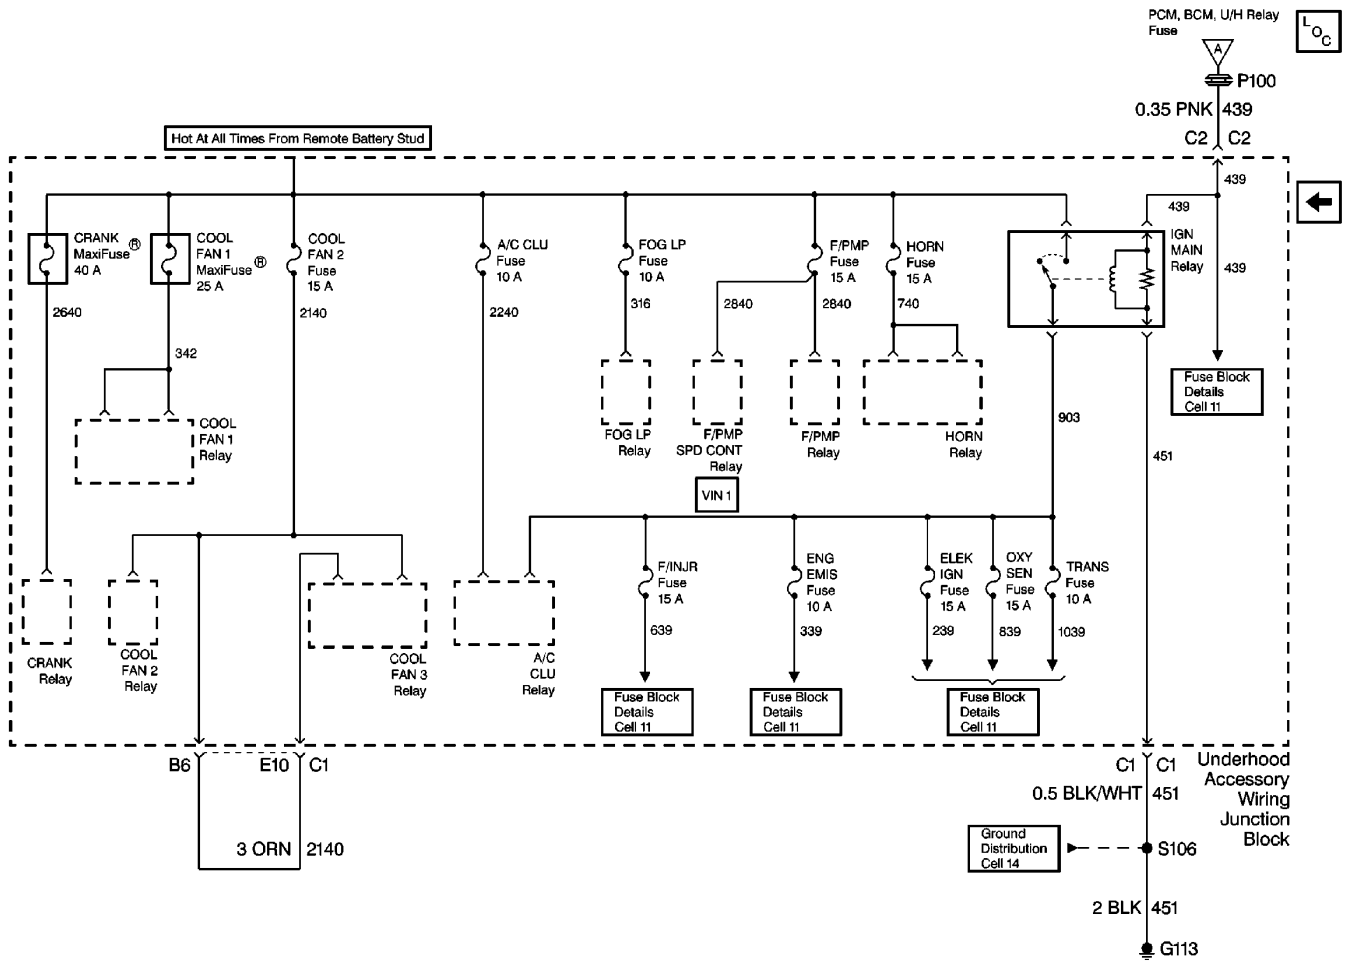 PCM, BCM, U/H Relay
Fuse
L
O
C
A
P100
0.35 PNK 439
C2 C2
Hot At All Times From Remote Battery Stud
439
439
439
CRANK
MaxiFuse ®
40 A
COOL
FAN 1
MaxiFuse ®
25 A
COOL
FAN 2
Fuse
15 A
A/C CLU
Fuse
10 A
FOG LP
Fuse
10 A
F/PMP
Fuse
15 A
HORN
Fuse
15 A
IGN
MAIN
Relay
2640
342
2140
2240
316
2840
2840
740
Fuse Block
Details
Cell 11
COOL
FAN 1
Relay
FOG LP
Relay
F/PMP
SPD CONT
Relay
F/PMP
Relay
HORN
Relay
903
451
VIN 1
F/INJR
Fuse
15 A
ENG
EMIS
Fuse
10 A
ELEK
IGN
Fuse
15 A
OXY
SEN
Fuse
15 A
TRANS
Fuse
10 A
639
339
239
839
1039
CRANK
Relay
COOL
FAN 2
Relay
COOL
FAN 3
Relay
A/C
CLU
Relay
Fuse Block
Details
Cell 11
Fuse Block
Details
Cell 11
Fuse Block
Details
Cell 11
B6
E10 C1
C1 C1
Underhood
Accessory
Wiring
Junction
Block
0.5 BLK/WHT 451
3 ORN 2140
Ground
Distribution
Cell 14
S106
2 BLK 451
G113